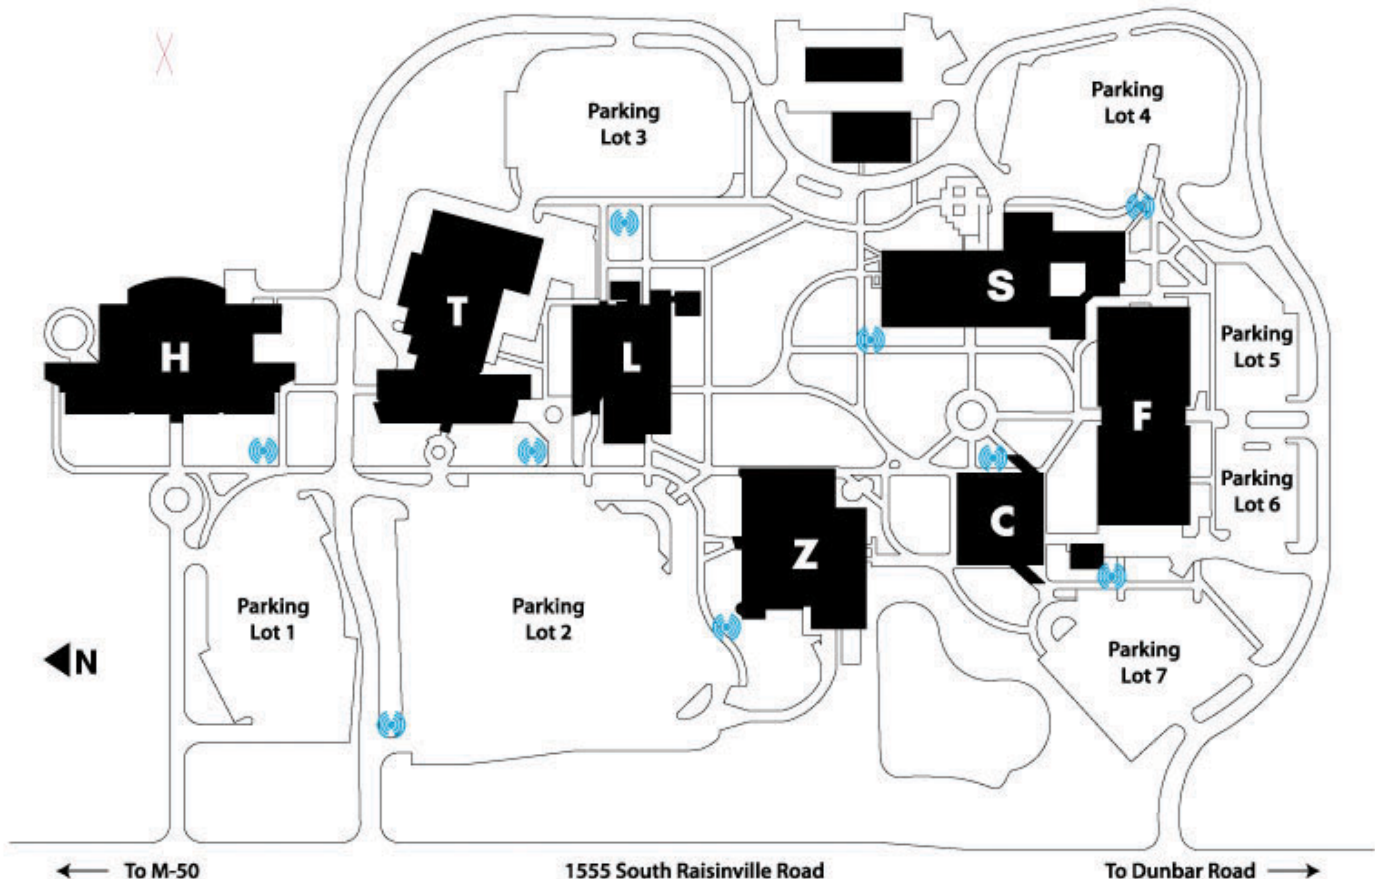 Parking
Lot 3
Parking
Lot 4
T
S
H
L
Parking
Lot 5
F
Parking
Lot 6
C
Z
Parking
Lot 1
Parking
Lot 2
N
Parking
Lot 7
To M-50
1555 South Raisinville Road
To Dunbar Road